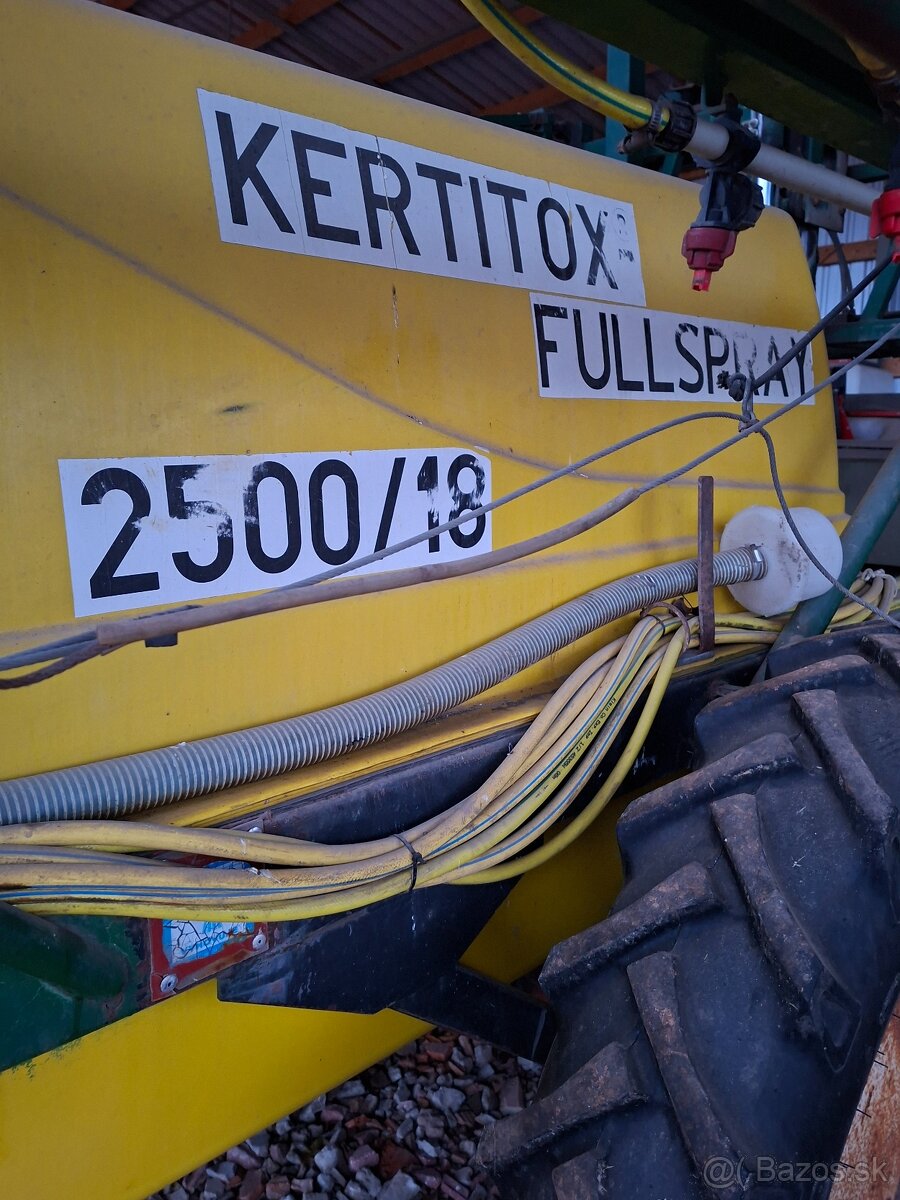 KERTITOX
FULLSPRAY
2500/18
@( Bazos.sk